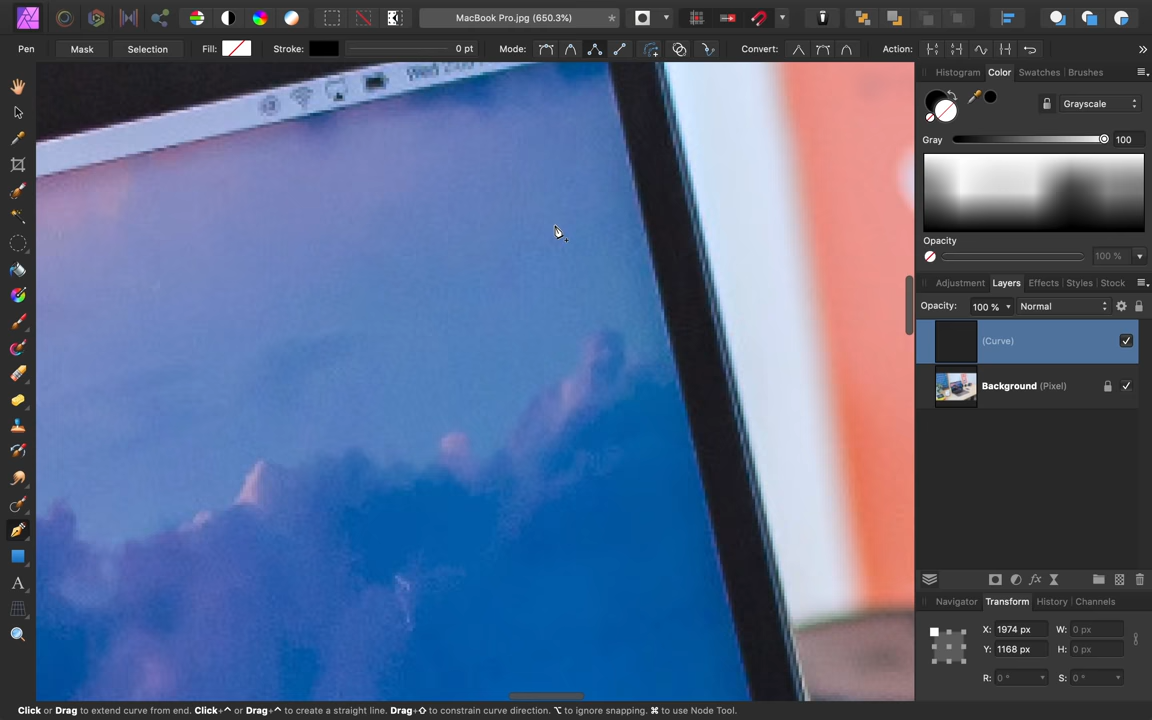 MacBook Pro.jpg (650.3%)
Pen
Mask
Selection
Fill:
Stroke:
0 pt
Mode:
Convert:
Action:
Histogram
Color
Swatches
Brushes
Grayscale
Gray
100
Opacity
100 %
Adjustment
Layers
Effects
Styles
Stock
Opacity:
100 %
Normal
(Curve)
Background (Pixel)
Navigator
Transform
History
Channels
X: 1974 px
W: 0 px
Y: 1168 px
H: 0 px
R: 0 °
S: 0 °
Click or Drag to extend curve from end. Click+^ or Drag+^ to create a straight line. Drag+⇧ to constrain curve direction. ⌥ to ignore snapping. ⌘ to use Node Tool.